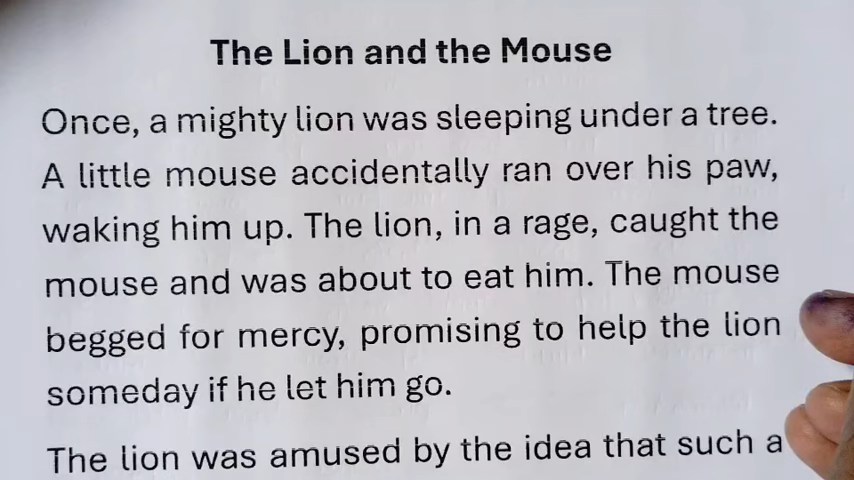 The Lion and the Mouse
Once, a mighty lion was sleeping under a tree.
A little mouse accidentally ran over his paw,
waking him up. The lion, in a rage, caught the
mouse and was about to eat him. The mouse
begged for mercy, promising to help the lion
someday if he let him go.
The lion was amused by the idea that such a